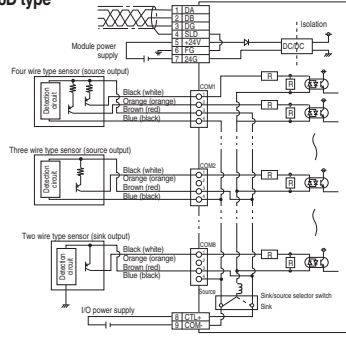 D type
1 DA
2 DB
3 DG
4 SLD
5 +24V
6 FG
7 24G
Isolation
DC/DC
Module power
supply
Four wire type sensor (source output)
Detection
circuit
Black (white)
Orange (orange)
Brown (red)
Blue (black)
COM1
R
R
R
R
Three wire type sensor (source output)
Detection
circuit
Black (white)
Orange (orange)
Brown (red)
Blue (black)
COM2
R
R
Two wire type sensor (sink output)
Detection
circuit
Black (white)
Orange (orange)
Brown (red)
Blue (black)
COM8
R
R
Source
Sink/source selector switch
Sink
I/O power supply
8 CTL+
9 COM-